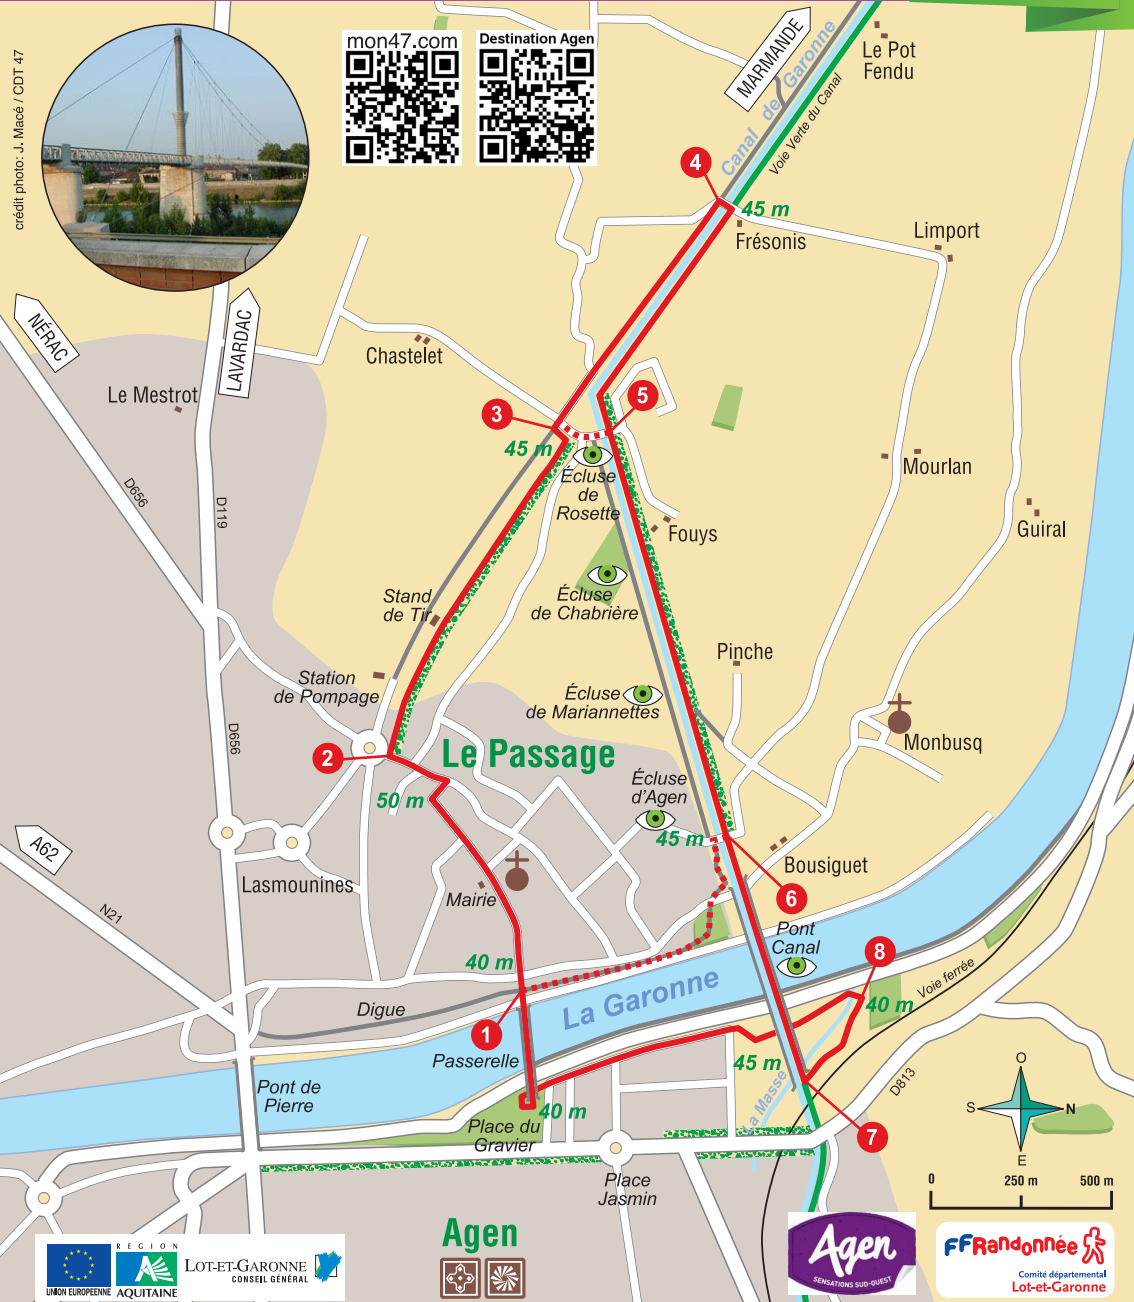 crédit photo: J. Macé / CDT 47
mon47.com
Destination Agen
MARMANDE
Canal de Garonne
Voie Verte du Canal
Le Pot
Fendu
4
45 m
Frésonis
Limport
NÉRAC
LAVARDAC
Chastelet
Le Mestrot
3
45 m
5
Écluse
de
Rosette
Mourlan
Guiral
Fouys
D656
D119
Écluse
de Chabrière
Stand
de Tir
Station
de Pompage
Pinche
Écluse
de Mariannettes
Monbusq
D656
2
Le Passage
50 m
Écluse
d'Agen
45 m
A62
Lasmounines
Mairie
Bousiguet
6
N21
Pont
Canal
8
40 m
40 m
Voie ferrée
Digue
La Garonne
1
Passerelle
45 m
La Masse
D813
Pont de
Pierre
40 m
Place du
Gravier
7
O
S
N
E
Place
Jasmin
0
250 m
500 m
Agen
UNION EUROPEENNE
REGION
AQUITAINE
LOT-ET-GARONNE
CONSEIL GÉNÉRAL
Agen
SENSATIONS SUD-OUEST
FFRandonnée
Comité départemental
Lot-et-Garonne